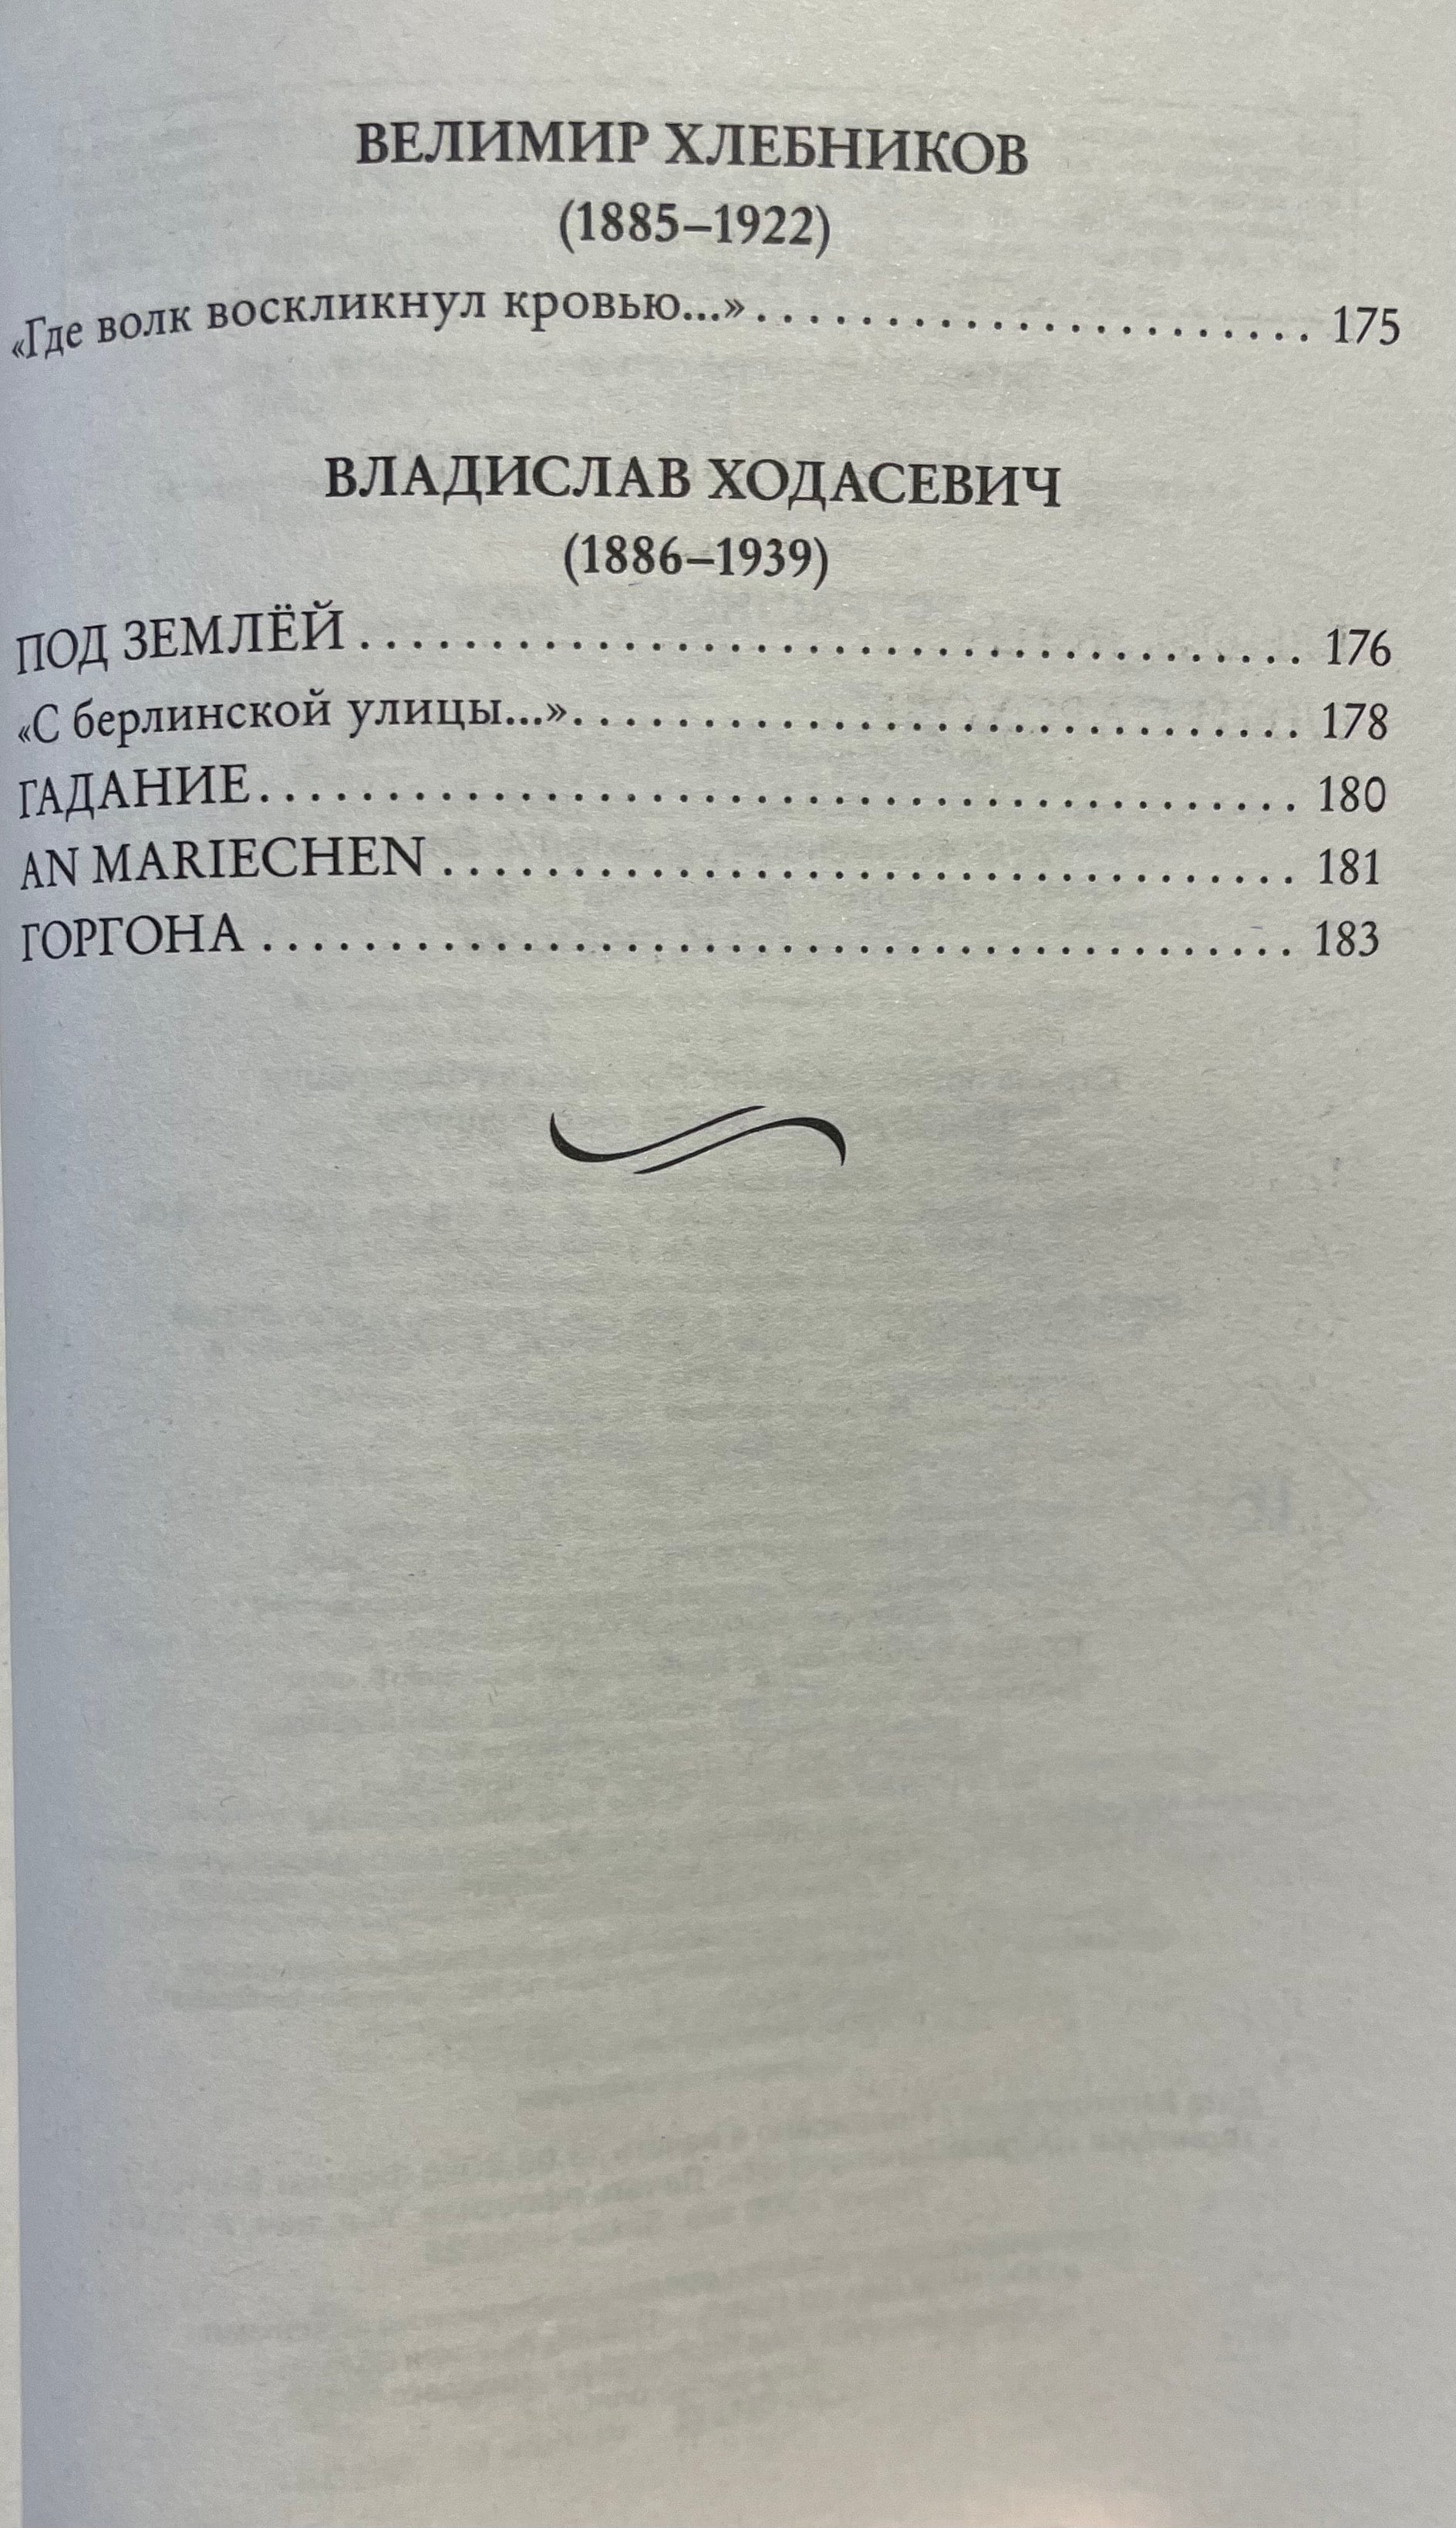 ВЕЛИМИР ХЛЕБНИКОВ
(1885–1922)
«Где волк воскликнул кровью...» . . . . . . . . . . . . . . . . . . . . . . 175
ВЛАДИСЛАВ ХОДАСЕВИЧ
(1886–1939)
ПОД ЗЕМЛЁЙ . . . . . . . . . . . . . . . . . . . . . . . . . . . . . . . . . . . . 176
«С берлинской улицы...» . . . . . . . . . . . . . . . . . . . . . . . . . . . . 178
ГАДАНИЕ . . . . . . . . . . . . . . . . . . . . . . . . . . . . . . . . . . . . . . . . 180
AN MARIECHEN . . . . . . . . . . . . . . . . . . . . . . . . . . . . . . . . . 181
ГОРГОНА . . . . . . . . . . . . . . . . . . . . . . . . . . . . . . . . . . . . . . . . 183